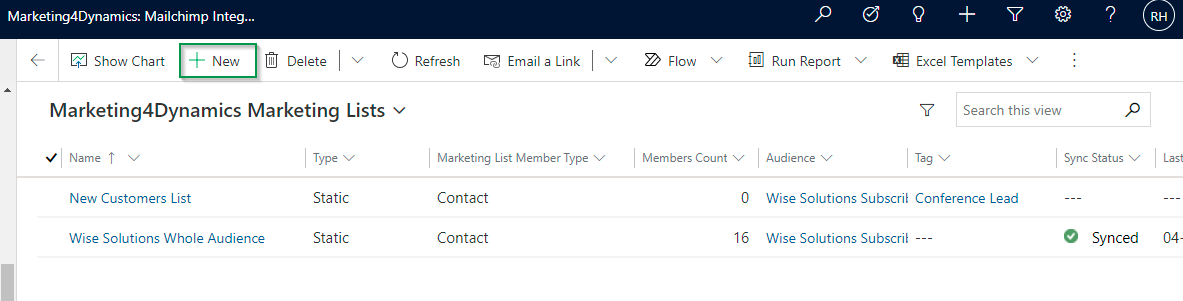 Marketing4Dynamics: Mailchimp Integ... RH
Show Chart New Delete Refresh Email a Link Flow Run Report Excel Templates
Marketing4Dynamics Marketing Lists Search this view
Name Type Marketing List Member Type Members Count Audience Tag Sync Status Last
New Customers List Static Contact 0 Wise Solutions Subscri Conference Lead ---
Wise Solutions Whole Audience Static Contact 16 Wise Solutions Subscri --- Synced 04-